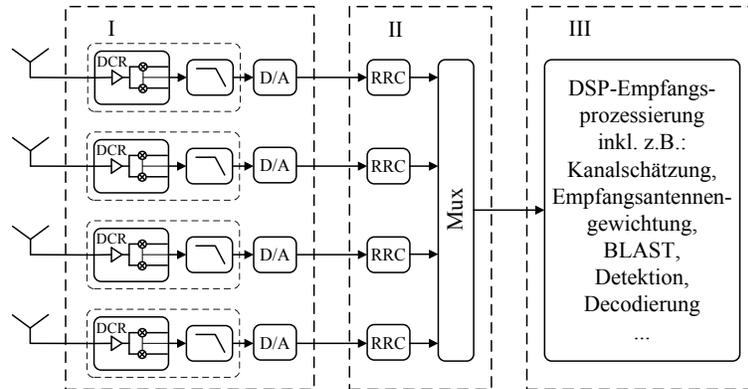 I
II
III
DCR
D/A
RRC
DCR
D/A
RRC
DCR
D/A
RRC
DCR
D/A
RRC
Mux
DSP-Empfangs-
prozessierung
inkl. z.B.:
Kanalschätzung,
Empfangsantennen-
gewichtung,
BLAST,
Detektion,
Decodierung
...